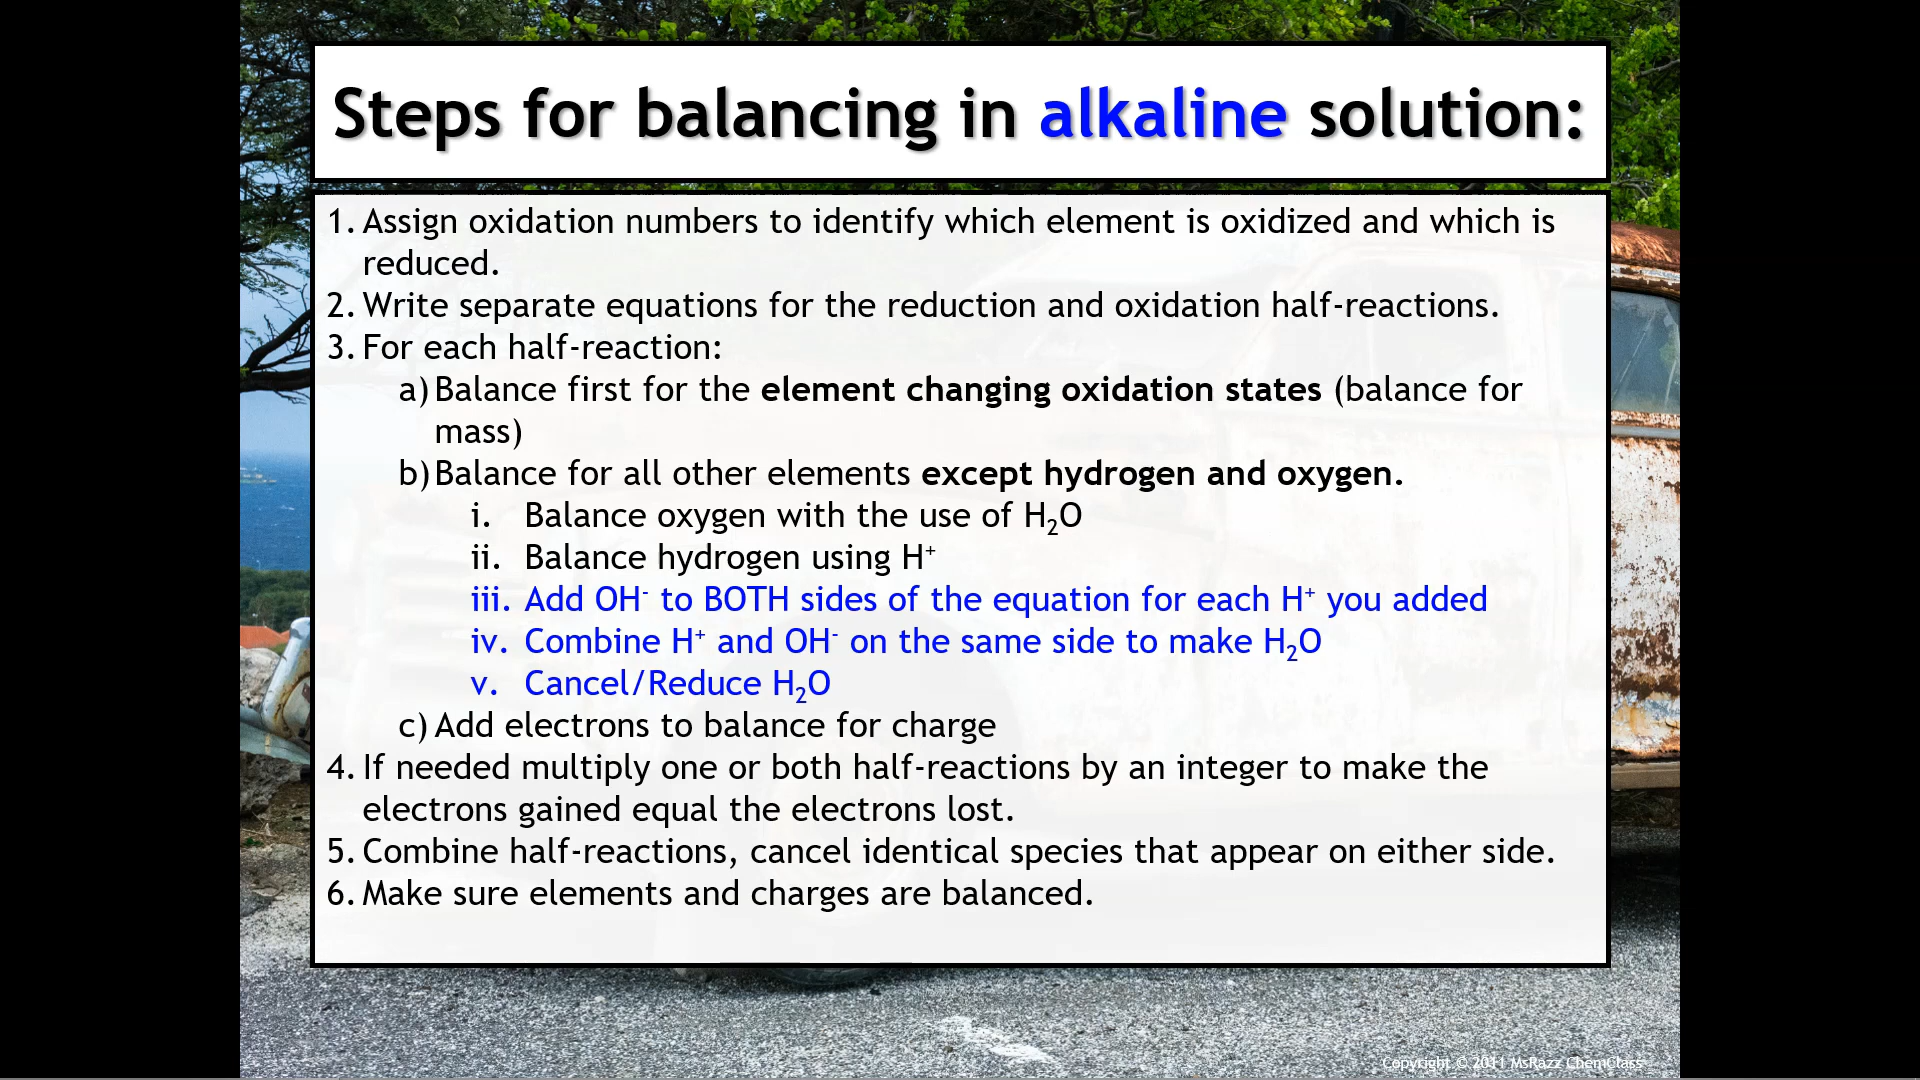 Steps for balancing in alkaline solution:
1. Assign oxidation numbers to identify which element is oxidized and which is
reduced.
2. Write separate equations for the reduction and oxidation half-reactions.
3. For each half-reaction:
a) Balance first for the element changing oxidation states (balance for
mass)
b) Balance for all other elements except hydrogen and oxygen.
i. Balance oxygen with the use of H₂O
ii. Balance hydrogen using H⁺
iii. Add OH⁻ to BOTH sides of the equation for each H⁺ you added
iv. Combine H⁺ and OH⁻ on the same side to make H₂O
v. Cancel/Reduce H₂O
c) Add electrons to balance for charge
4. If needed multiply one or both half-reactions by an integer to make the
electrons gained equal the electrons lost.
5. Combine half-reactions, cancel identical species that appear on either side.
6. Make sure elements and charges are balanced.
Copyright © 2011 MsRazz ChemClass